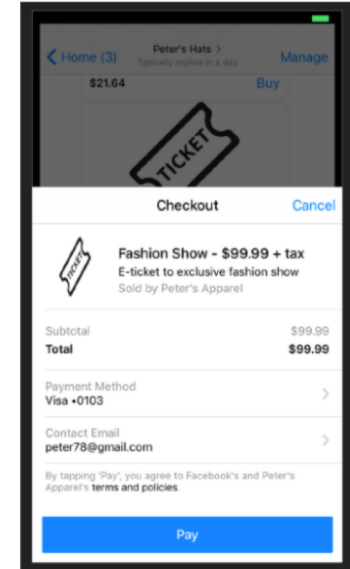 Home (3)
Peter's Hats >
Typically replies in a day
Manage
$21.64
Buy
TICKET
Checkout
Cancel
TICKET
Fashion Show - $99.99 + tax
E-ticket to exclusive fashion show
Sold by Peter's Apparel
Subtotal
$99.99
Total
$99.99
Payment Method
Visa •0103
Contact Email
peter78@gmail.com
By tapping 'Pay', you agree to Facebook's and Peter's
Apparel's terms and policies.
Pay